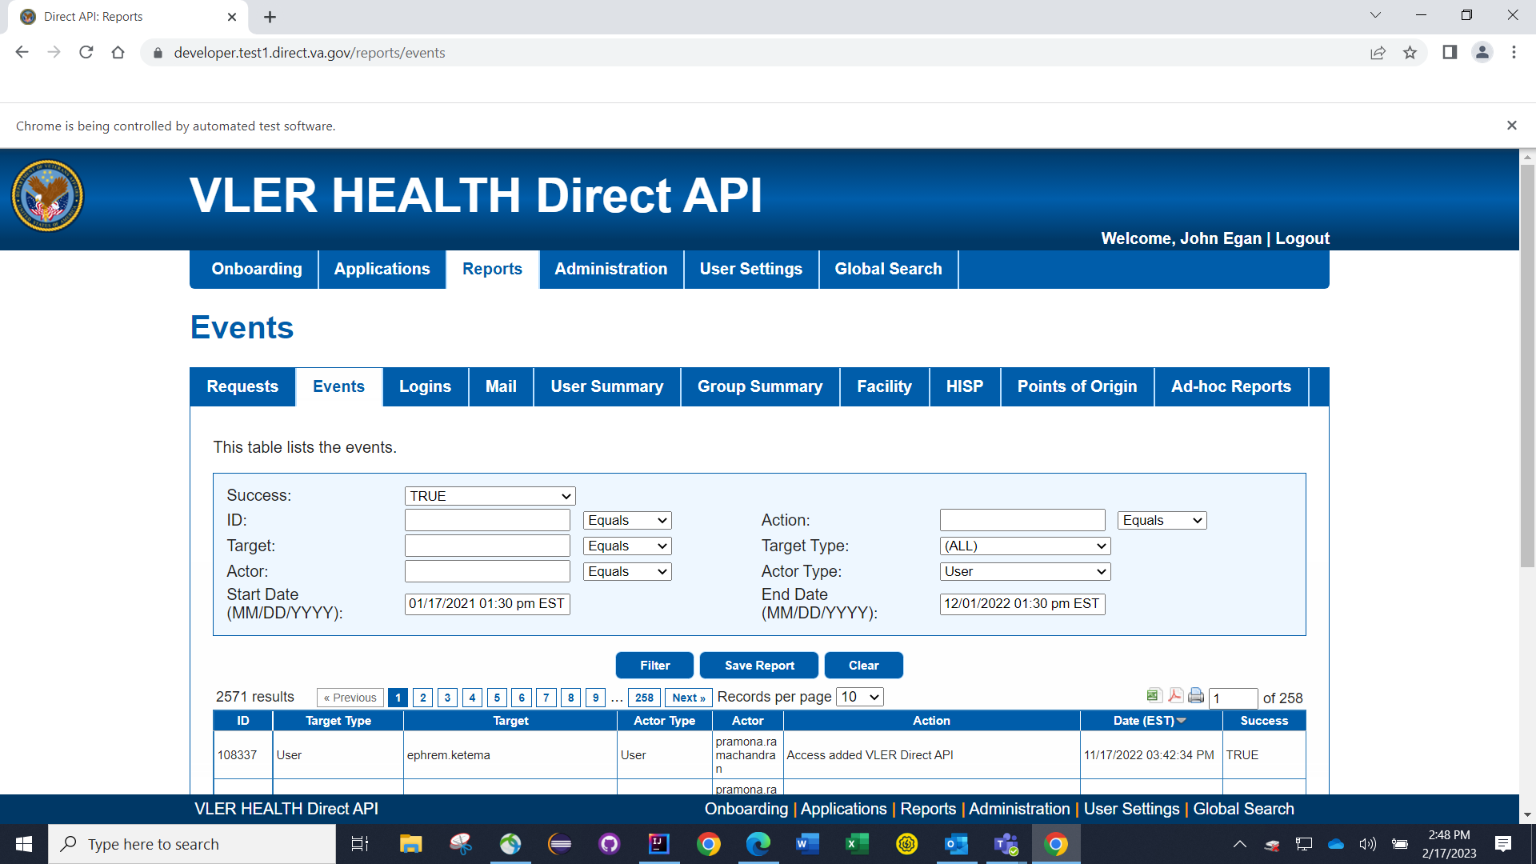 Direct API: Reports
developer.test1.direct.va.gov/reports/events
Chrome is being controlled by automated test software.
VLER HEALTH Direct API
Welcome, John Egan | Logout
Onboarding Applications Reports Administration User Settings Global Search
Events
Requests Events Logins Mail User Summary Group Summary Facility HISP Points of Origin Ad-hoc Reports
This table lists the events.
Success: TRUE
ID: Equals Action: Equals
Target: Equals Target Type: (ALL)
Actor: Equals Actor Type: User
Start Date (MM/DD/YYYY): 01/17/2021 01:30 pm EST End Date (MM/DD/YYYY): 12/01/2022 01:30 pm EST
Filter Save Report Clear
2571 results « Previous 1 2 3 4 5 6 7 8 9 ... 258 Next » Records per page 10 1 of 258
ID Target Type Target Actor Type Actor Action Date (EST) Success
108337 User ephrem.ketema User pramona.ramachandran Access added VLER Direct API 11/17/2022 03:42:34 PM TRUE
pramona.ra
VLER HEALTH Direct API Onboarding | Applications | Reports | Administration | User Settings | Global Search
Type here to search
2:48 PM
2/17/2023